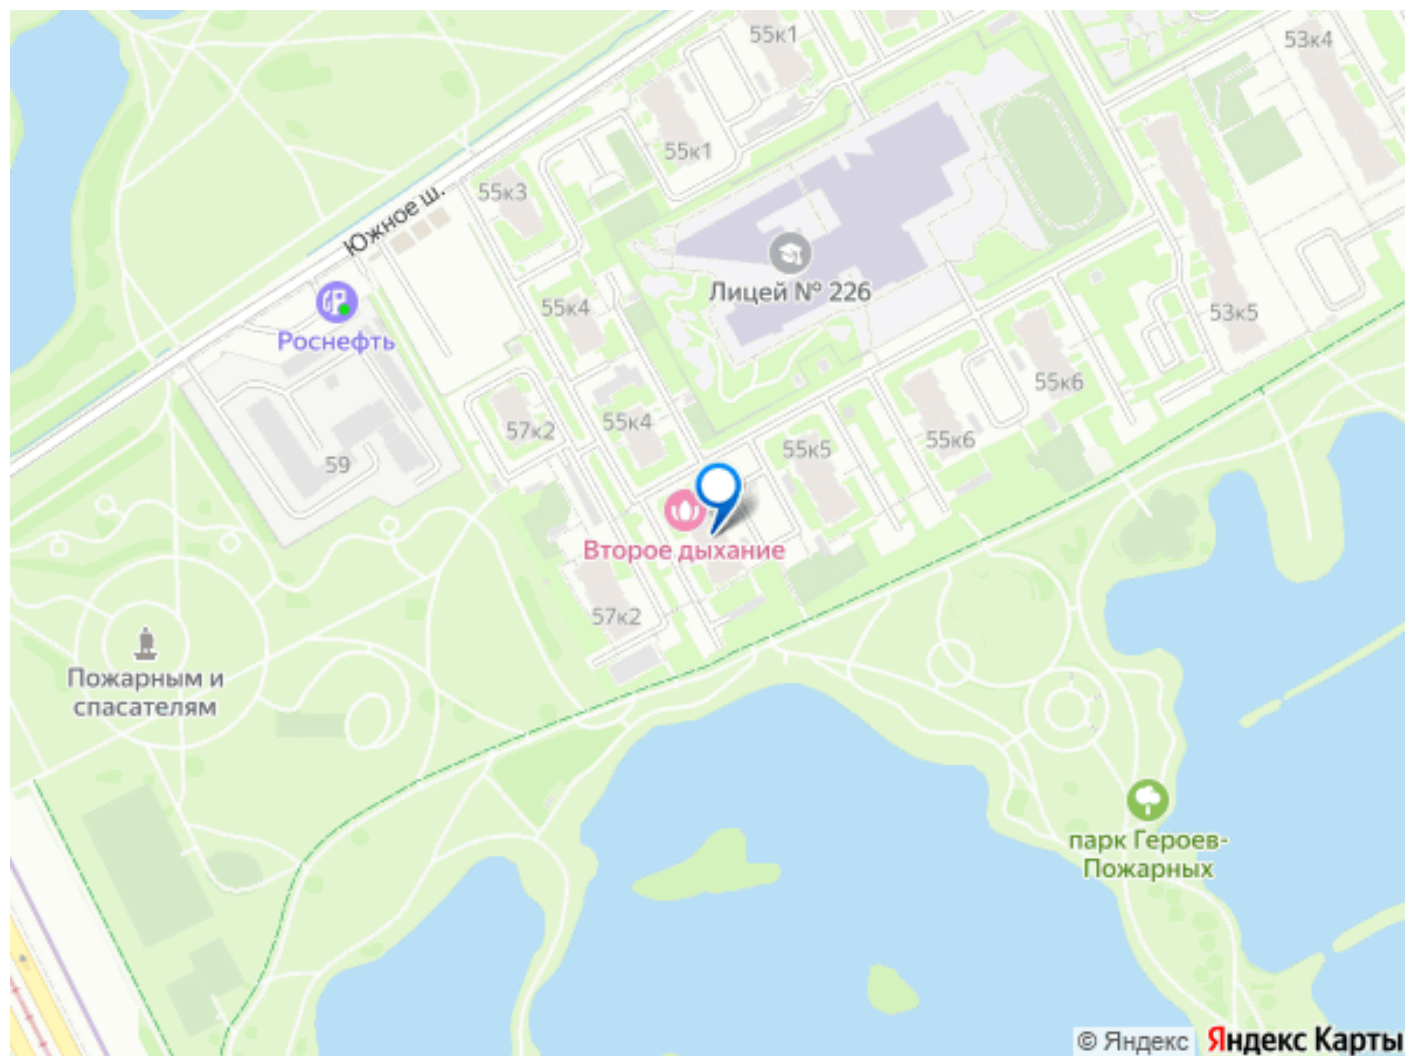 55к1
53к4
55к1
55к3
Южное ш.
Лицей № 226
55к4
53к5
Роснефть
55к6
55к4
57к2
55к6
55к5
59
Второе дыхание
57к2
Пожарным и
спасателям
парк Героев-
Пожарных
© Яндекс Яндекс Карты